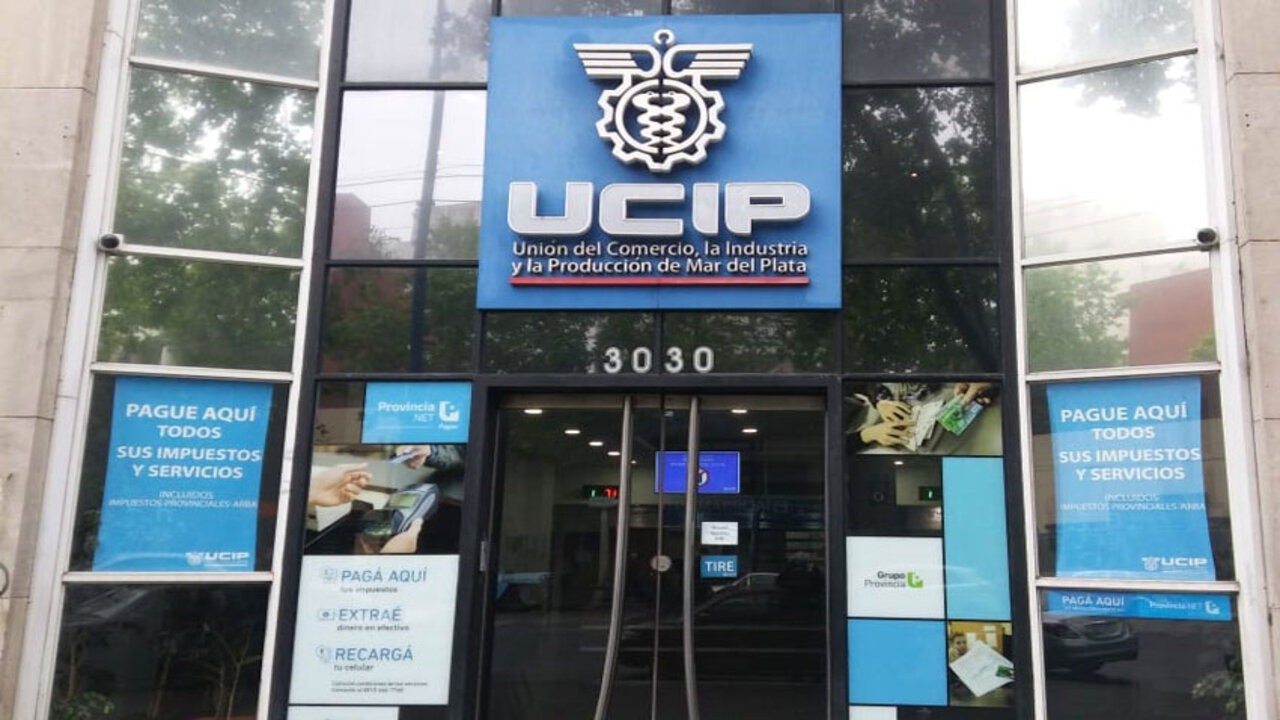 UCIP
Unión del Comercio, la Industria
y la Producción de Mar del Plata
3030
PAGUE AQUÍ
TODOS
SUS IMPUESTOS
Y SERVICIOS
INCLUIDOS
IMPUESTOS PROVINCIALES-ARBA
UCIP
Provincia
NET
Pagos
PAGÁ AQUÍ
tus impuestos
EXTRAÉ
dinero en efectivo
RECARGÁ
tu celular
TIRE
Grupo
Provincia
PAGUE AQUÍ
TODOS
SUS IMPUESTOS
Y SERVICIOS
INCLUIDOS
IMPUESTOS PROVINCIALES-ARBA
UCIP
PAGÁ AQUÍ
Provincia NET